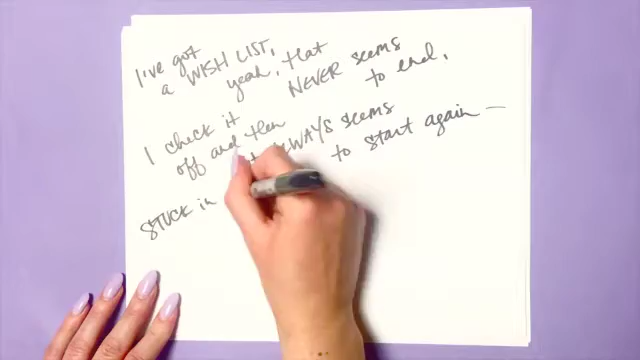 I've got
a WISH LIST,
yeah, that
NEVER seems
to end,
I check it
off and then
ALWAYS seems
to start again —
STUCK in